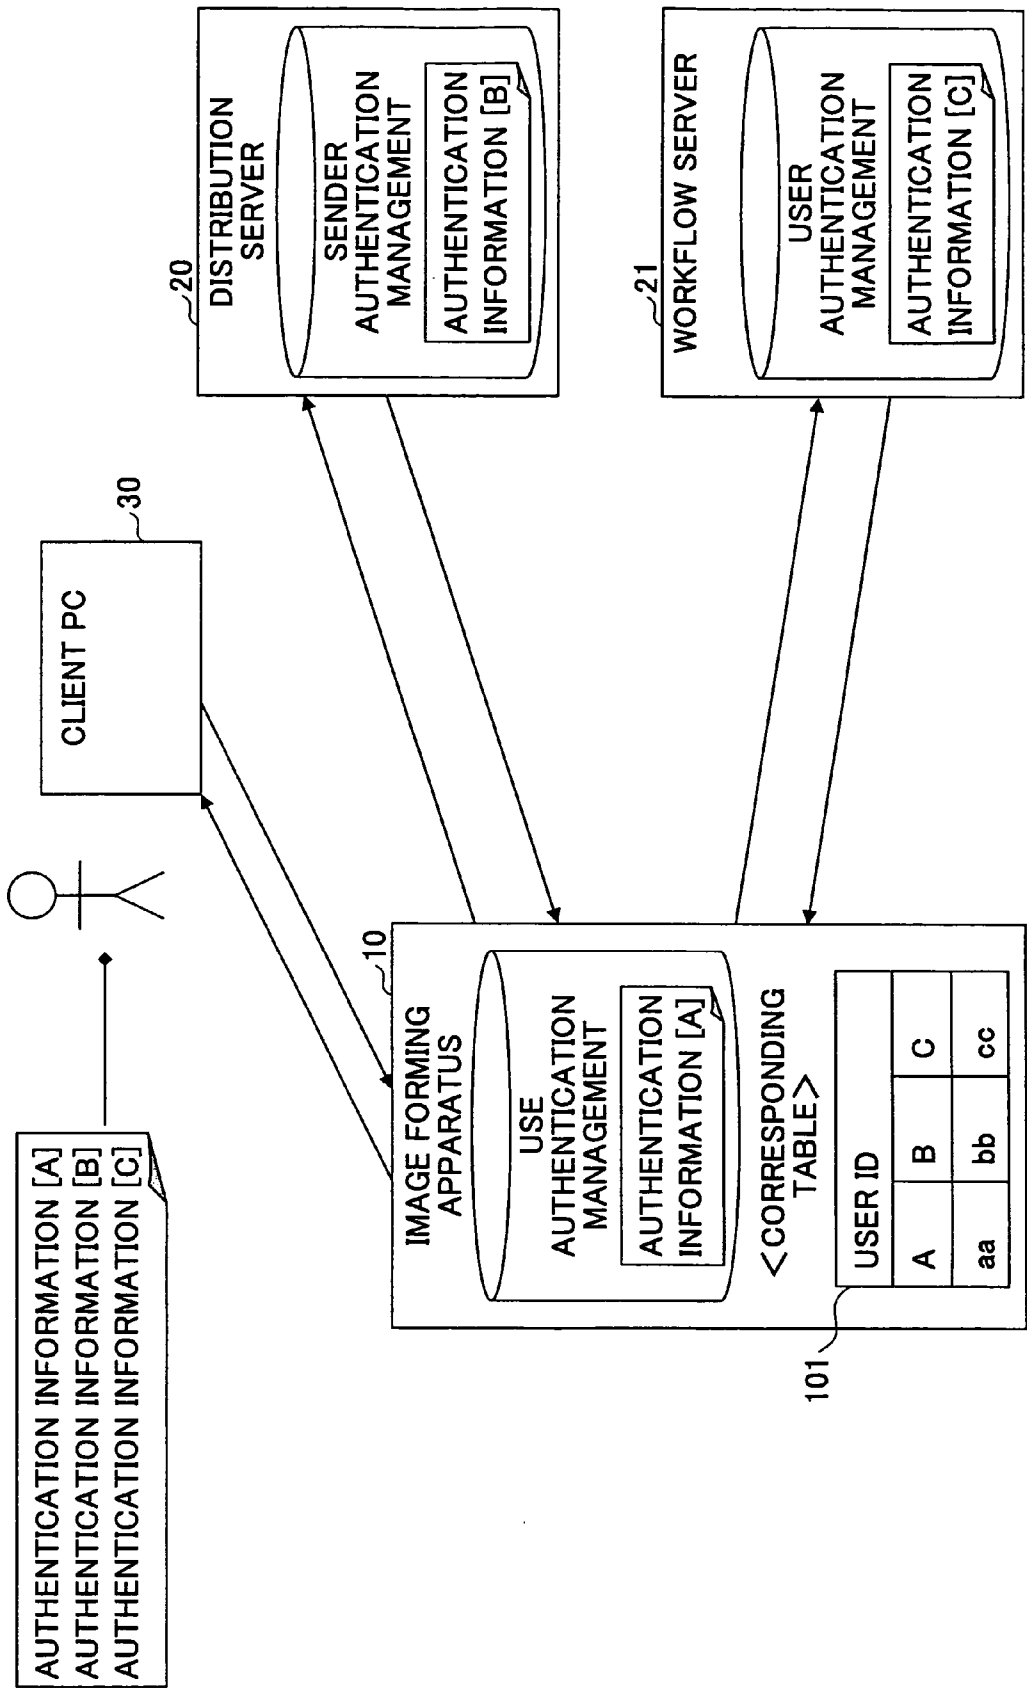 AUTHENTICATION INFORMATION [A]
AUTHENTICATION INFORMATION [B]
AUTHENTICATION INFORMATION [C]
CLIENT PC
30
10
IMAGE FORMING
APPARATUS
USE
AUTHENTICATION
MANAGEMENT
AUTHENTICATION
INFORMATION [A]
<CORRESPONDING
TABLE>
101
USER ID
A B C
aa bb cc
20
DISTRIBUTION
SERVER
SENDER
AUTHENTICATION
MANAGEMENT
AUTHENTICATION
INFORMATION [B]
21
WORKFLOW SERVER
USER
AUTHENTICATION
MANAGEMENT
AUTHENTICATION
INFORMATION [C]